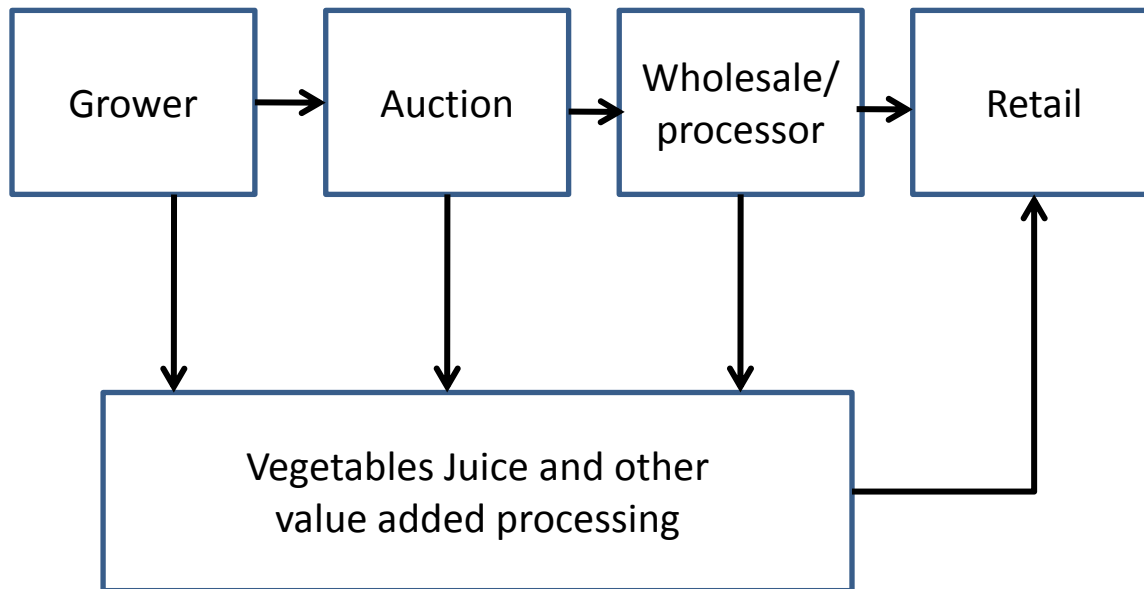 Grower
Auction
Wholesale/
processor
Retail
Vegetables Juice and other
value added processing